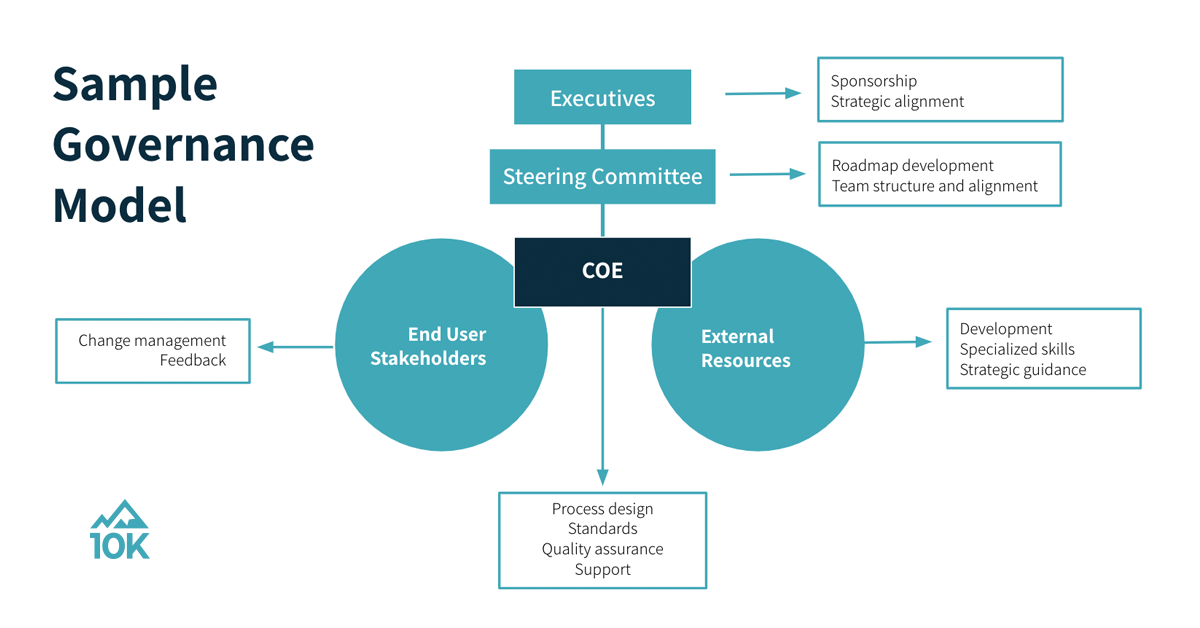 Sample
Governance
Model
Executives
Sponsorship
Strategic alignment
Steering Committee
Roadmap development
Team structure and alignment
COE
End User
Stakeholders
External
Resources
Change management
Feedback
Development
Specialized skills
Strategic guidance
Process design
Standards
Quality assurance
Support
10K